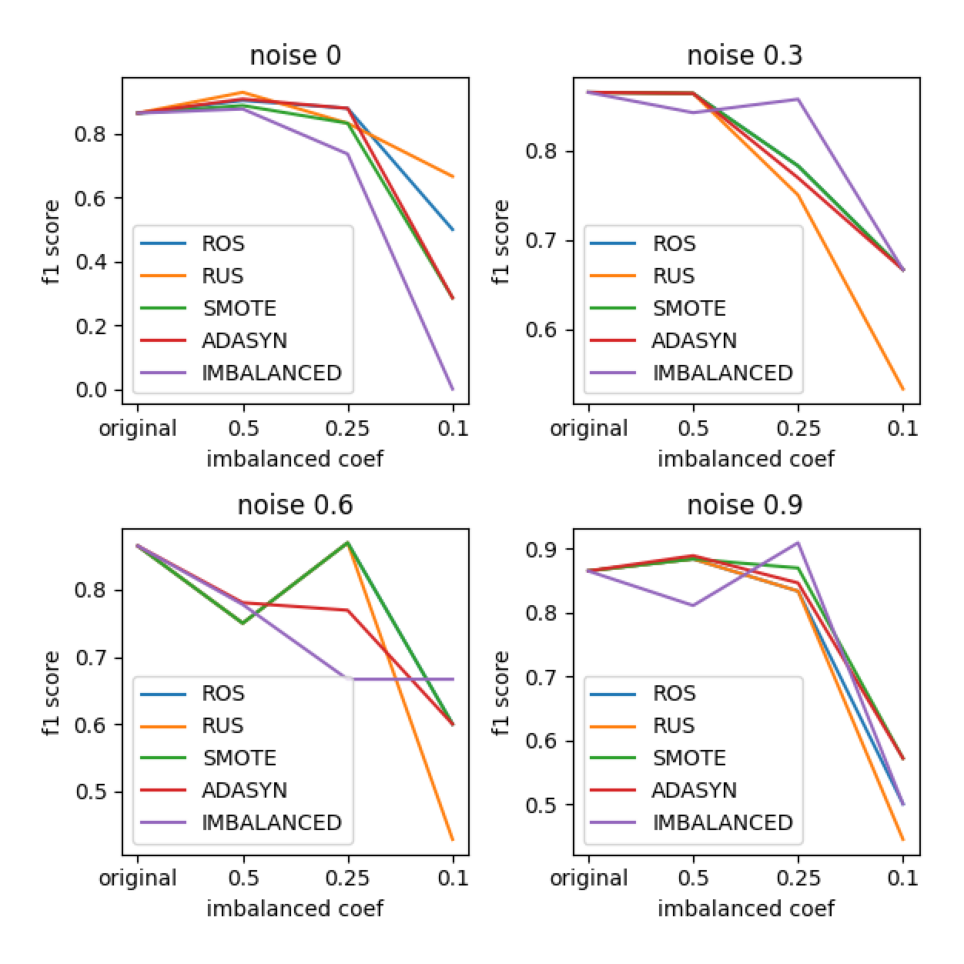 noise 0
f1 score
0.8
0.6
0.4
0.2
0.0
ROS
RUS
SMOTE
ADASYN
IMBALANCED
original 0.5 0.25 0.1
imbalanced coef
noise 0.3
f1 score
0.8
0.7
0.6
ROS
RUS
SMOTE
ADASYN
IMBALANCED
original 0.5 0.25 0.1
imbalanced coef
noise 0.6
f1 score
0.8
0.7
0.6
0.5
ROS
RUS
SMOTE
ADASYN
IMBALANCED
original 0.5 0.25 0.1
imbalanced coef
noise 0.9
f1 score
0.9
0.8
0.7
0.6
0.5
ROS
RUS
SMOTE
ADASYN
IMBALANCED
original 0.5 0.25 0.1
imbalanced coef